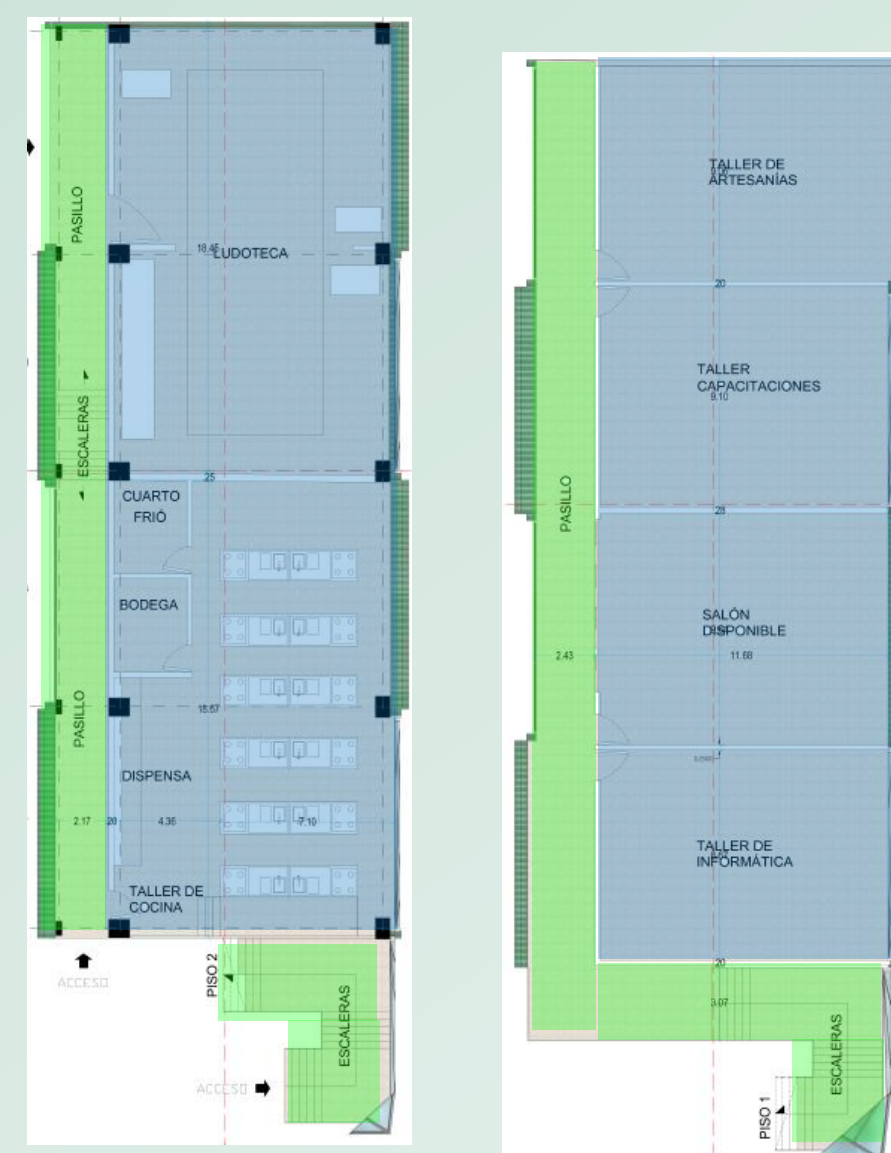 PASILLO
18.45
LUDOTECA
ESCALERAS
.25
CUARTO
FRIÓ
BODEGA
15.67
PASILLO
DISPENSA
2.17
.20
4.36
7.10
TALLER DE
COCINA
ACCESO
PISO 2
ESCALERAS
ACCESO
TALLER DE
ARTESANÍAS
.20
TALLER
CAPACITACIONES
9.10
PASILLO
.28
SALÓN
DISPONIBLE
2.43
11.68
TALLER DE
INFORMÁTICA
.20
3.07
ESCALERAS
PISO 1